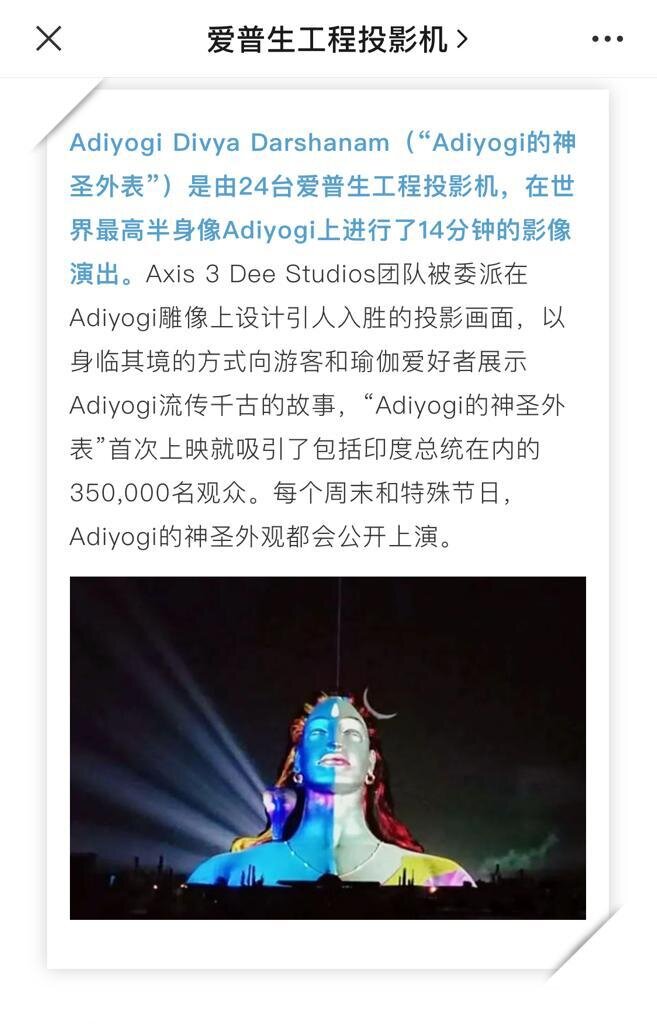 爱普生工程投影机
Adiyogi Divya Darshanam（“Adiyogi的神
圣外表”）是由24台爱普生工程投影机，在世
界最高半身像Adiyogi上进行了14分钟的影像
演出。Axis 3 Dee Studios团队被委派在
Adiyogi雕像上设计引人入胜的投影画面，以
身临其境的方式向游客和瑜伽爱好者展示
Adiyogi流传千古的故事，“Adiyogi的神圣外
表”首次上映就吸引了包括印度总统在内的
350,000名观众。每个周末和特殊节日，
Adiyogi的神圣外观都会公开上演。